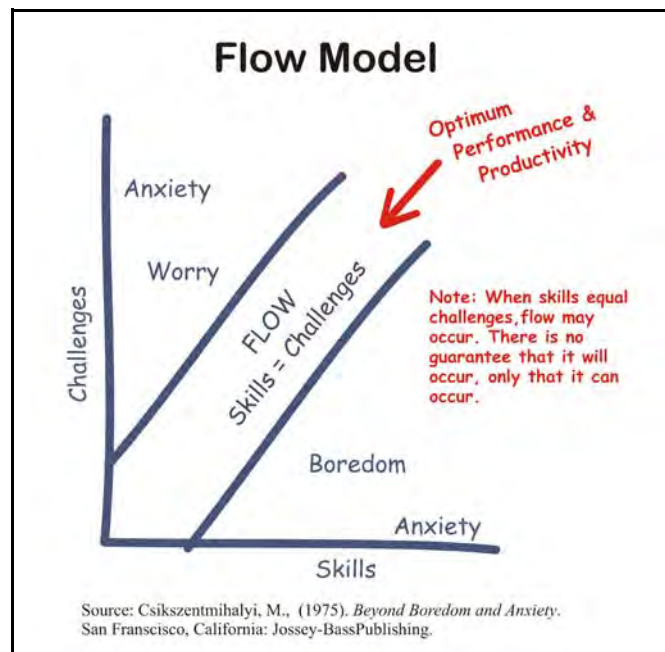 Flow Model
Optimum
Performance &
Productivity
Anxiety
Worry
Challenges
FLOW
Skills = Challenges
Note: When skills equal
challenges,flow may
occur. There is no
guarantee that it will
occur, only that it can
occur.
Boredom
Anxiety
Skills
Source: Csikszentmihalyi, M., (1975). Beyond Boredom and Anxiety.
San Franscisco, California: Jossey-BassPublishing.